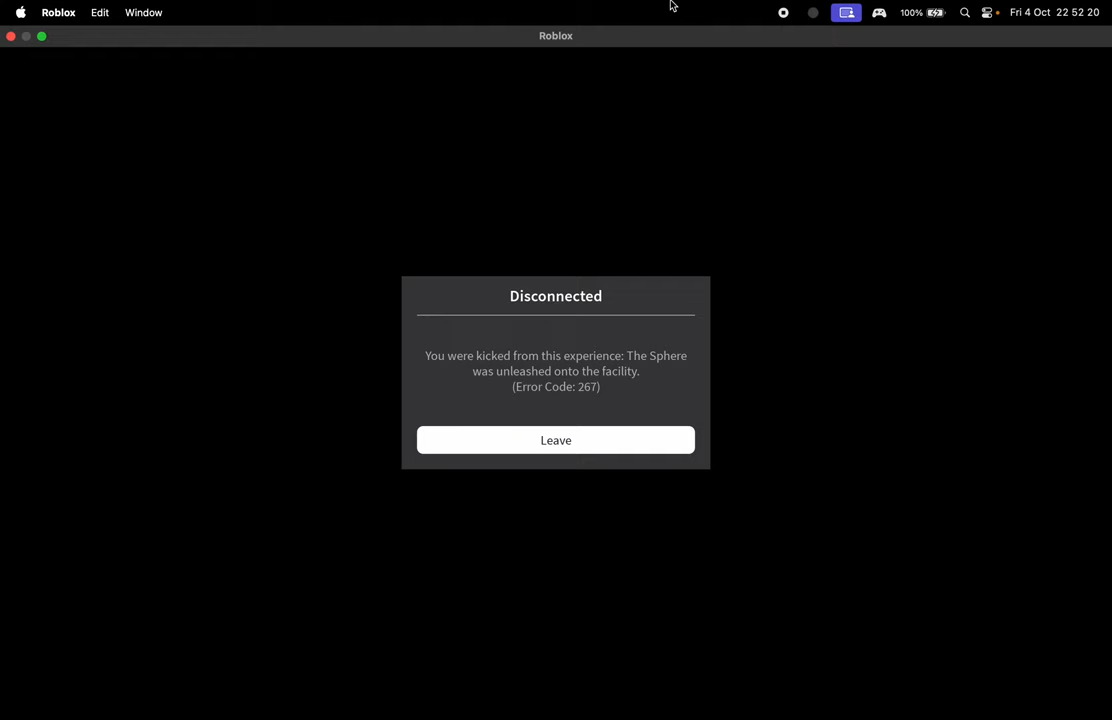 Roblox Edit Window 100% Fri 4 Oct 22 52 20
Roblox
Disconnected
You were kicked from this experience: The Sphere
was unleashed onto the facility.
(Error Code: 267)
Leave